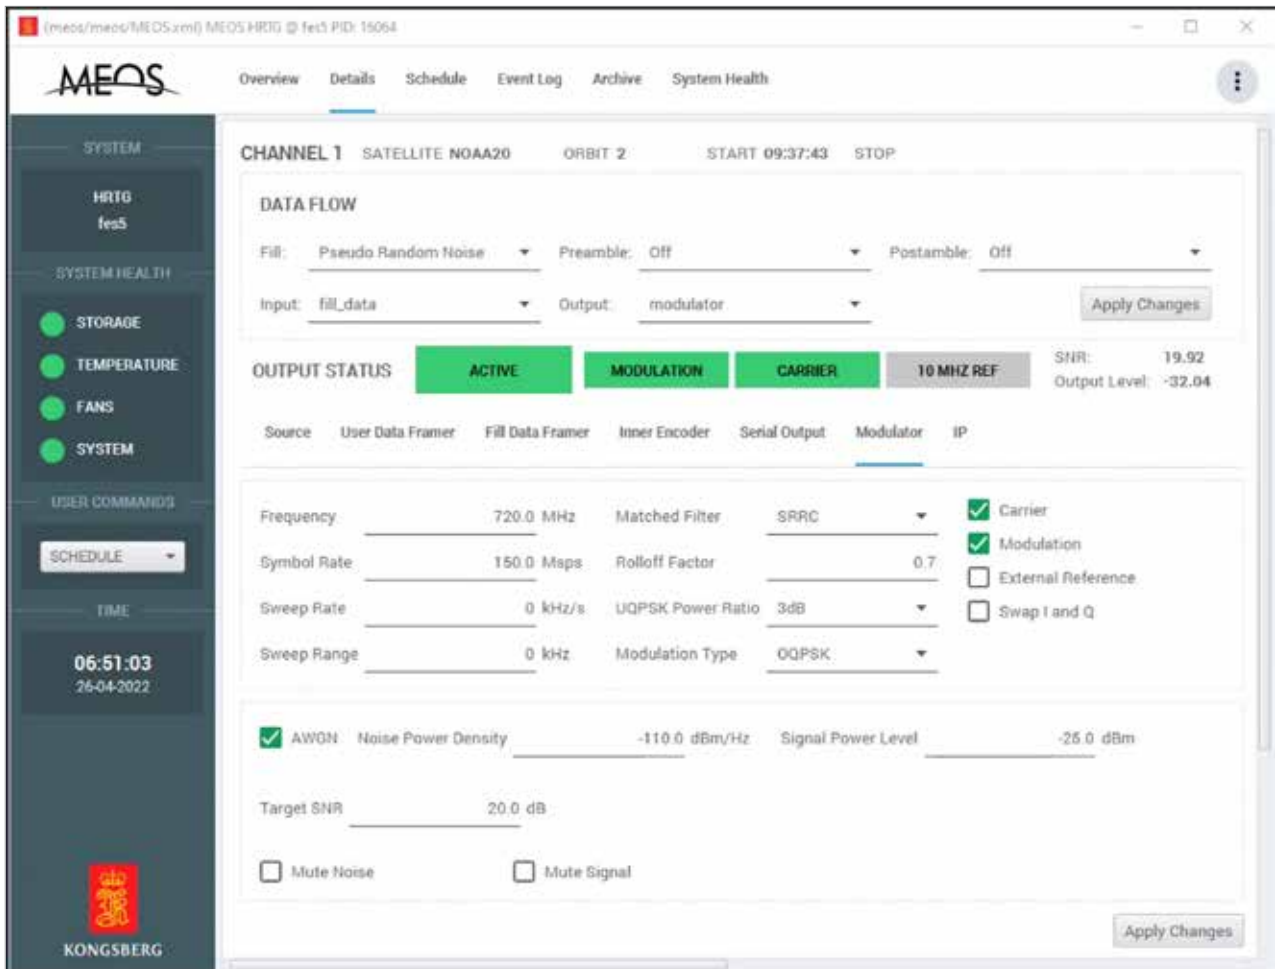 (meos/meos/MEOS.xml) MEOS HRTG @ fes5 PID: 15064
MEOS
Overview Details Schedule Event Log Archive System Health
SYSTEM
HRTG
fes5
SYSTEM HEALTH
STORAGE
TEMPERATURE
FANS
SYSTEM
USER COMMANDS
SCHEDULE
TIME
06:51:03
26-04-2022
KONGSBERG
CHANNEL 1 SATELLITE NOAA20 ORBIT 2 START 09:37:43 STOP
DATA FLOW
Fill: Pseudo Random Noise Preamble: Off Postamble: Off
Input: fill_data Output: modulator Apply Changes
OUTPUT STATUS ACTIVE MODULATION CARRIER 10 MHZ REF
SNR: 19.92
Output Level: -32.04
Source User Data Framer Fill Data Framer Inner Encoder Serial Output Modulator IP
Frequency 720.0 MHz Matched Filter SRRC Carrier
Symbol Rate 150.0 Msps Rolloff Factor 0.7 Modulation
External Reference
Sweep Rate 0 kHz/s UQPSK Power Ratio 3dB Swap I and Q
Sweep Range 0 kHz Modulation Type OQPSK
AWGN Noise Power Density -110.0 dBm/Hz Signal Power Level -25.0 dBm
Target SNR 20.0 dB
Mute Noise Mute Signal
Apply Changes